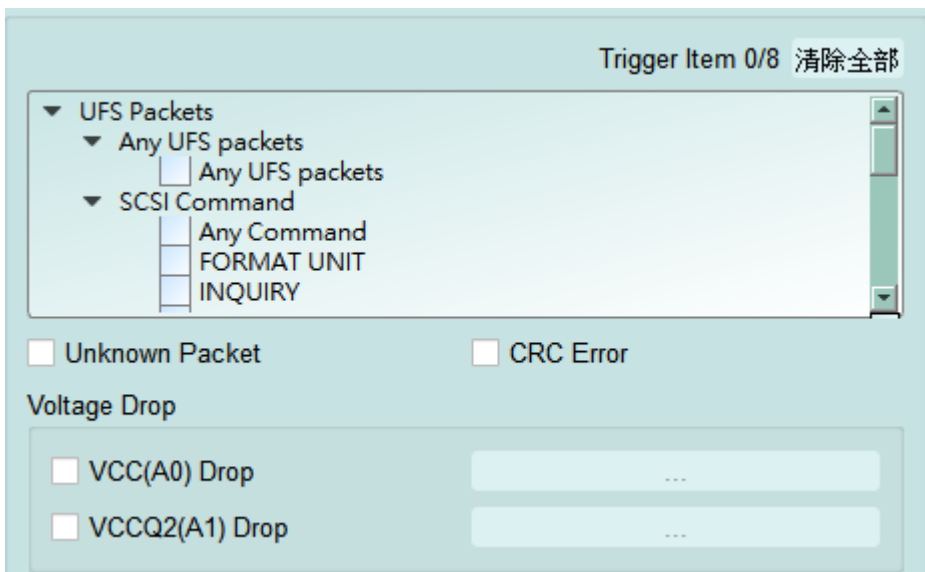 Trigger Item 0/8 清除全部
UFS Packets
Any UFS packets
Any UFS packets
SCSI Command
Any Command
FORMAT UNIT
INQUIRY
Unknown Packet CRC Error
Voltage Drop
VCC(A0) Drop ...
VCCQ2(A1) Drop ...